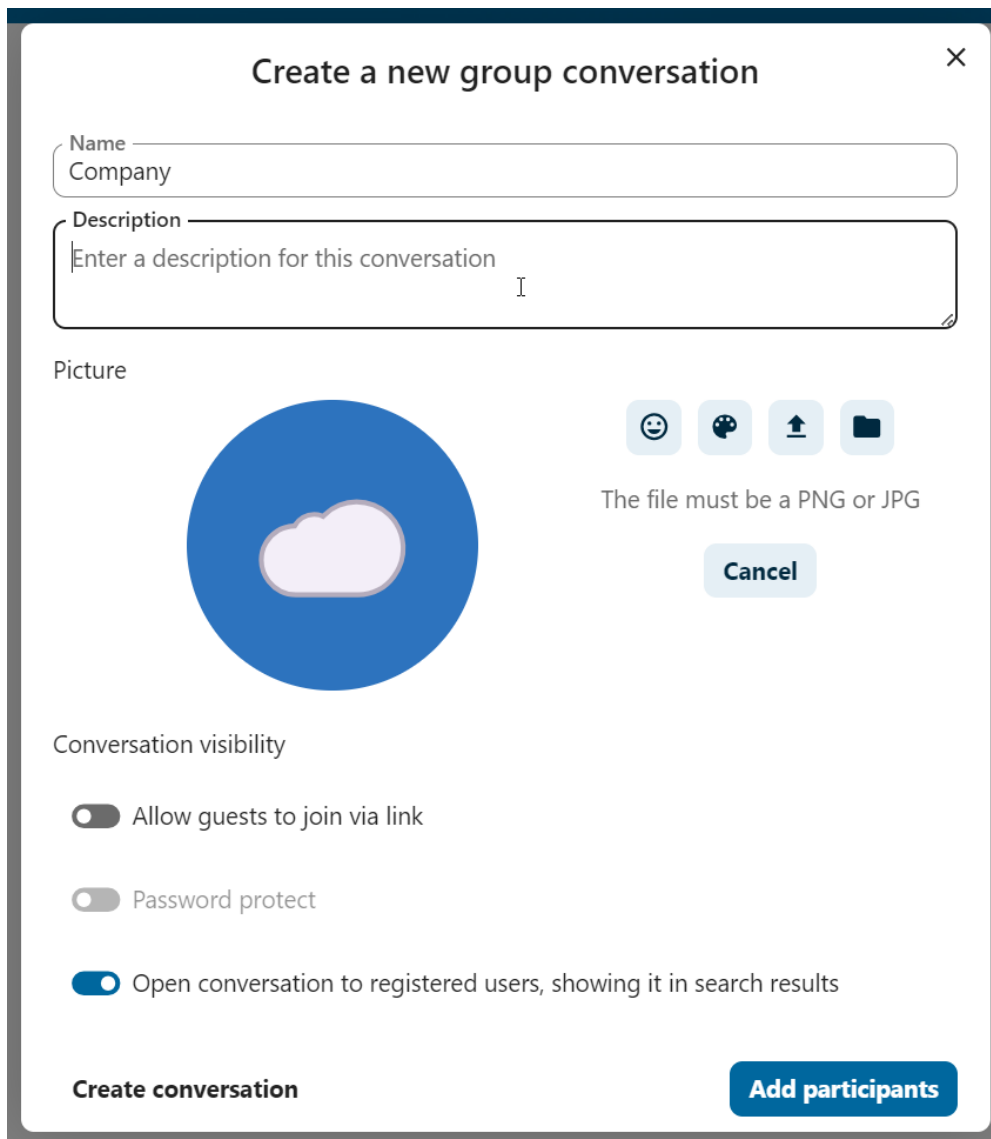 Create a new group conversation
Name
Company
Description
Enter a description for this conversation
Picture
The file must be a PNG or JPG
Cancel
Conversation visibility
Allow guests to join via link
Password protect
Open conversation to registered users, showing it in search results
Create conversation
Add participants